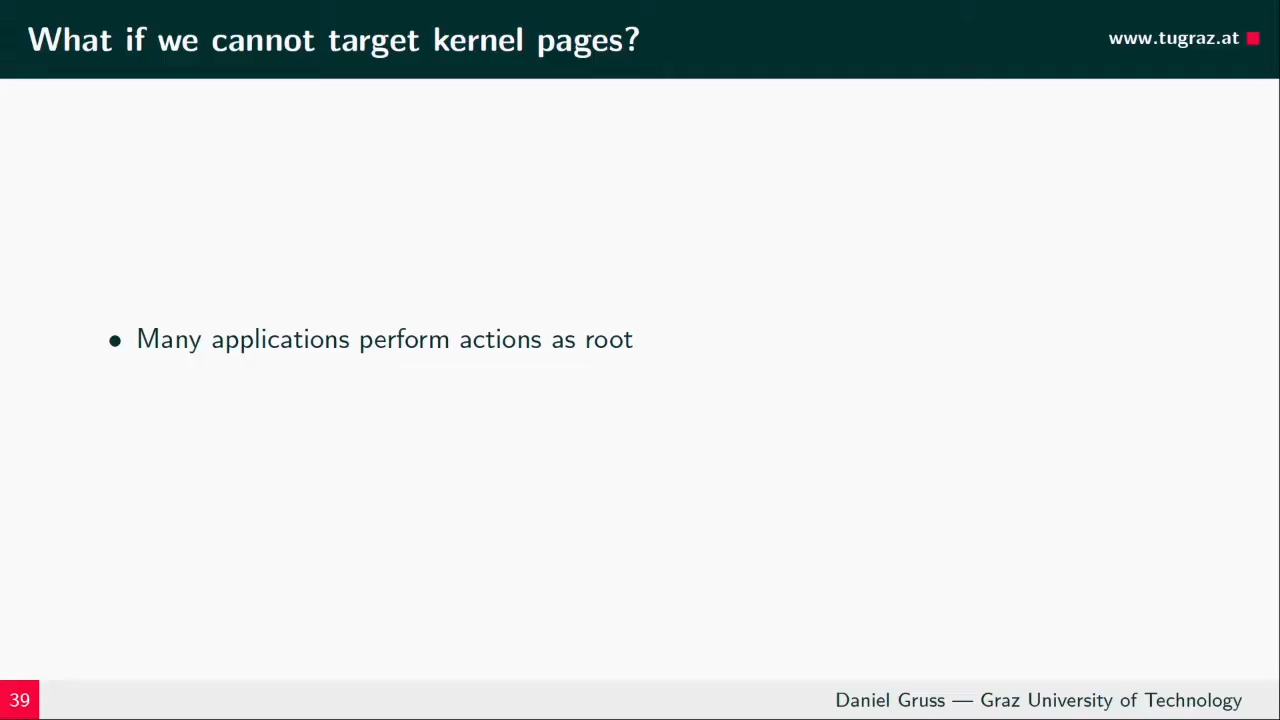 What if we cannot target kernel pages?
www.tugraz.at
• Many applications perform actions as root
39
Daniel Gruss — Graz University of Technology